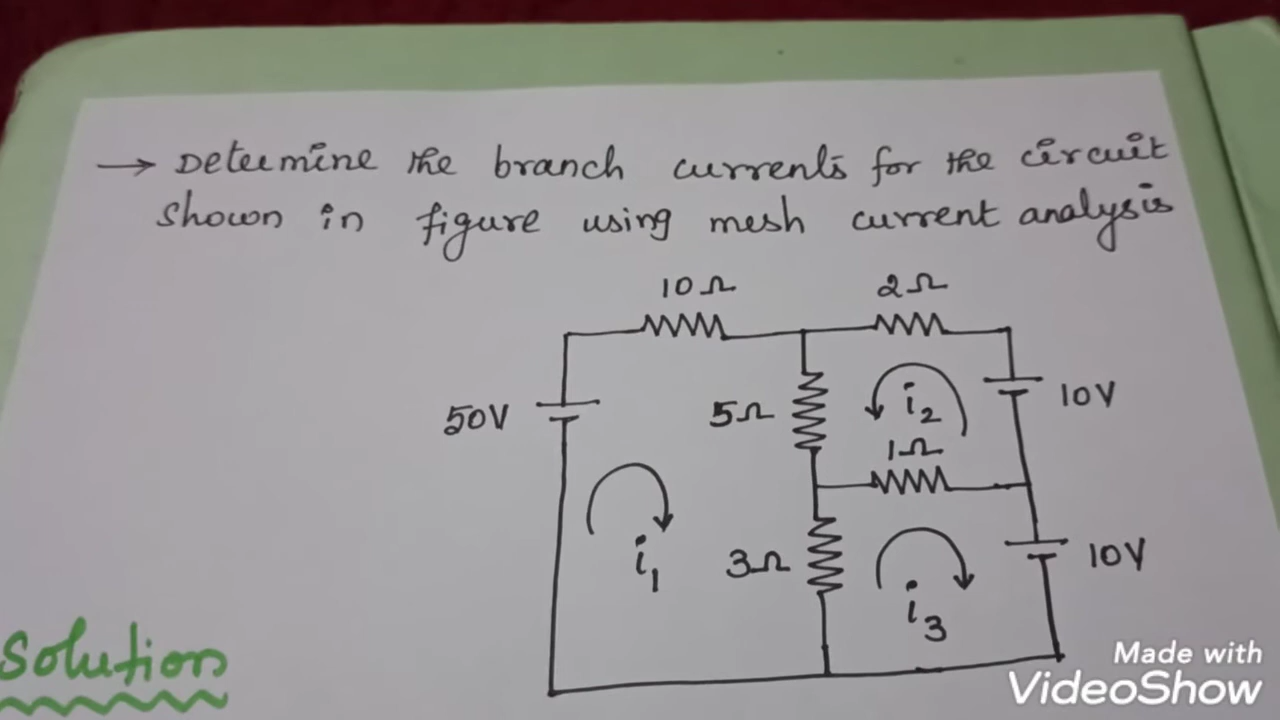 → Determine the branch currents for the circuit
shown in figure using mesh current analysis
10Ω 2Ω
50V 5Ω i2 10V
1Ω
i1 3Ω i3 10V
Solution
Made with
VideoShow